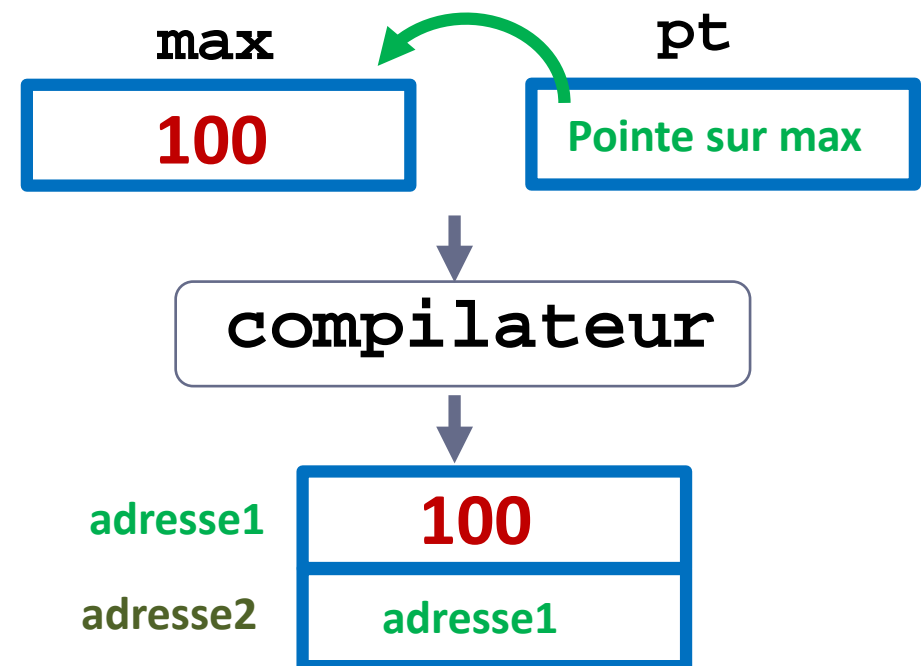 max
pt
100
Pointe sur max
compilateur
adresse1
100
adresse2
adresse1